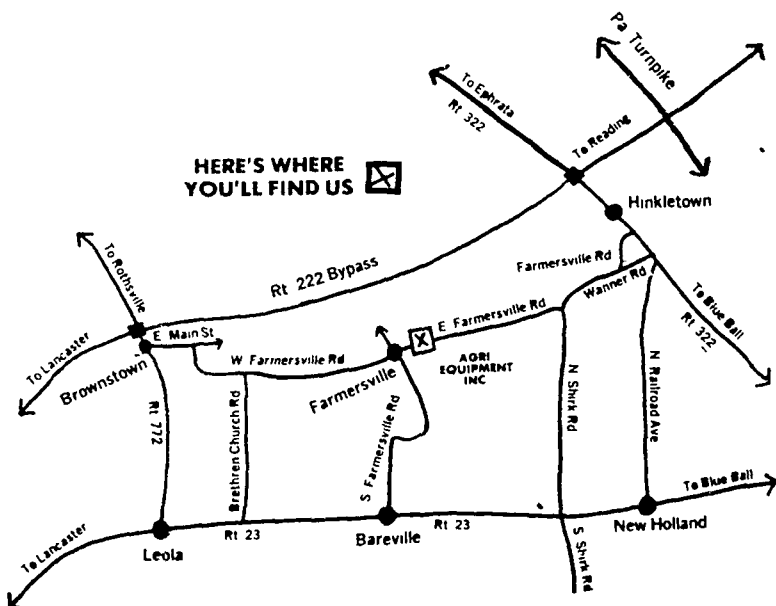 Pa Turnpike
To Ephrata
Rt 322
To Reading
HERE'S WHERE
YOU'LL FIND US
Hinkletown
To Rothsville
Rt 222 Bypass
Farmersville Rd
Wanner Rd
To Blue Ball
Rt 322
E Main St
E Farmersville Rd
To Lancaster
W Farmersville Rd
AGRI
EQUIPMENT
INC
Brownstown
Farmersville
N Shirk Rd
N Railroad Ave
Rt 772
Brethren Church Rd
S Farmersville Rd
To Blue Ball
To Lancaster
Leola
Rt 23
Bareville
Rt 23
New Holland
S Shirk Rd